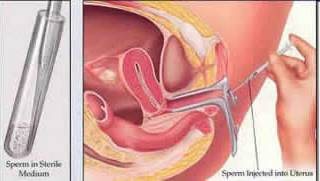 Sperm in Sterile
Medium
Sperm Injected into Uterus